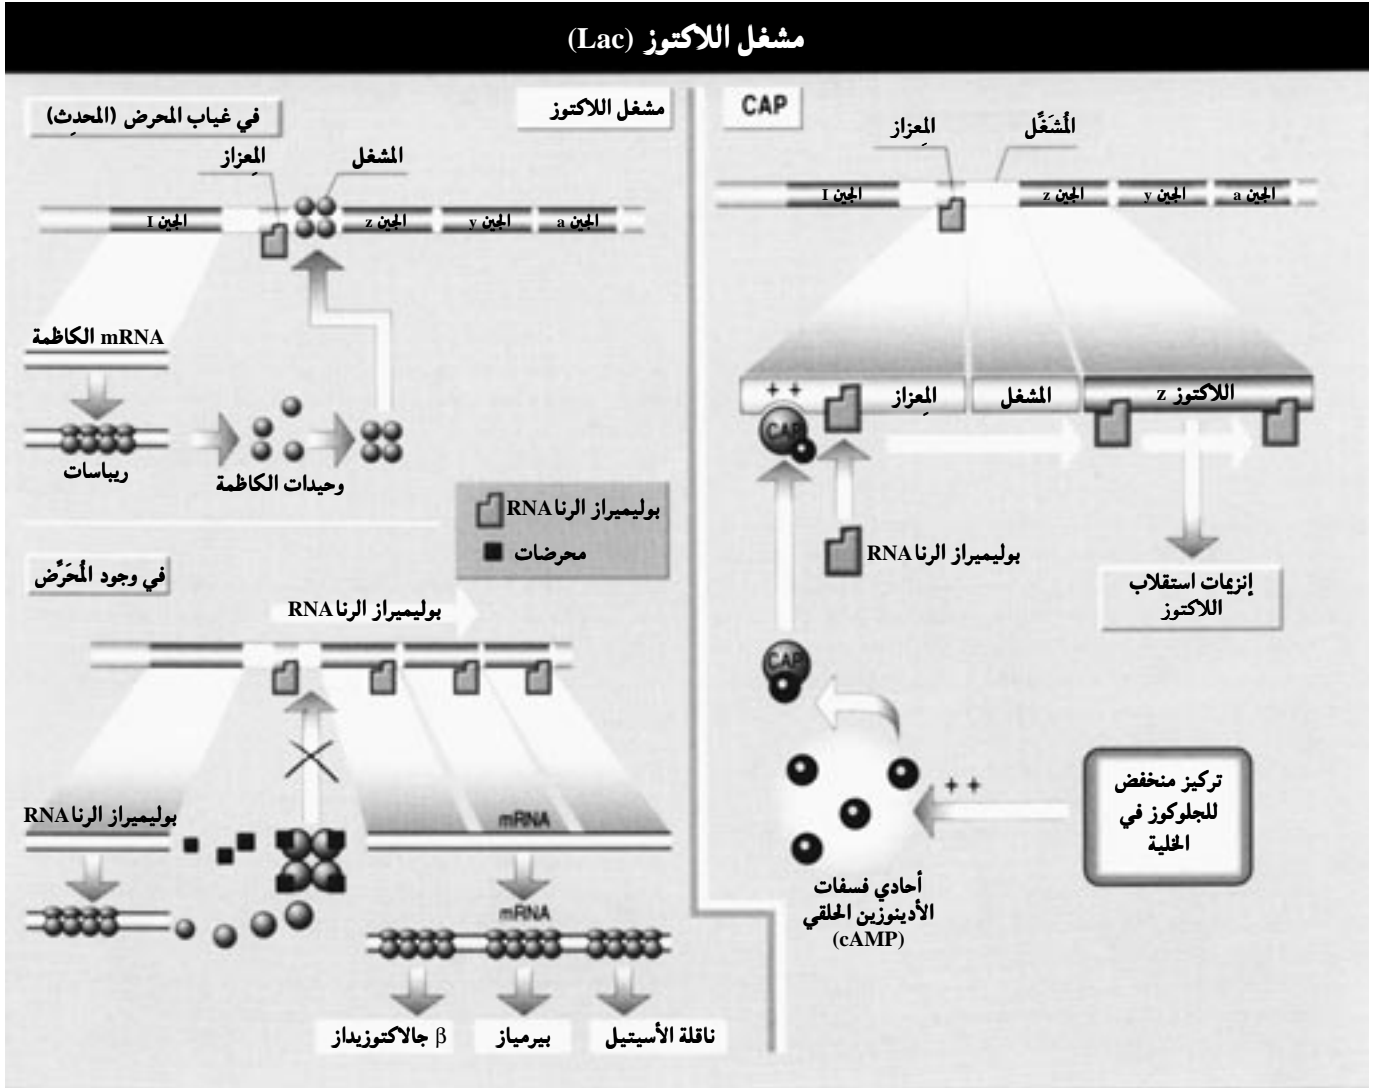 مشغل اللاكتوز (Lac)
مشغل اللاكتوز
في غياب المحرض (المحدِث)
المِعزاز
المشغل
الجين I
الجين z
الجين y
الجين a
mRNA الكاظمة
ريباسات
وحيدات الكاظمة
بوليميراز الرنا RNA
محرضات
في وجود المُحَرِّض
بوليميراز الرنا RNA
بوليميراز الرنا RNA
mRNA
mRNA
β جالاكتوزيداز
بيرمياز
ناقلة الأسيتيل
CAP
المِعزاز
المُشَغَّل
الجين I
الجين z
الجين y
الجين a
++
المِعزاز
المشغل
اللاكتوز z
CAP
بوليميراز الرنا RNA
إنزيمات استقلاب
اللاكتوز
CAP
++
تركيز منخفض
للجلوكوز في
الخلية
أحادي فسفات
الأدينوزين الحلقي
(cAMP)